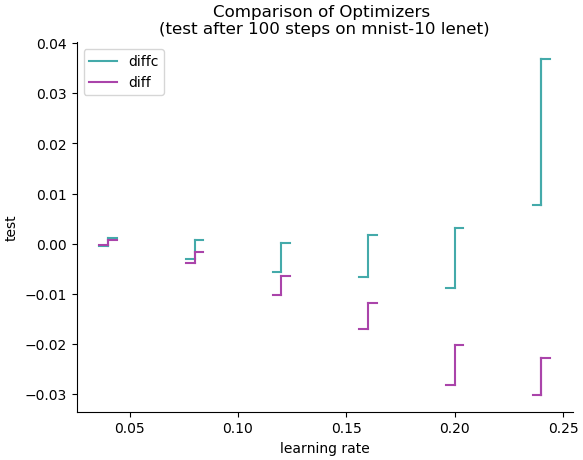 Comparison of Optimizers
(test after 100 steps on mnist-10 lenet)
diffc
diff
0.04
0.03
0.02
0.01
0.00
−0.01
−0.02
−0.03
test
0.05
0.10
0.15
0.20
0.25
learning rate